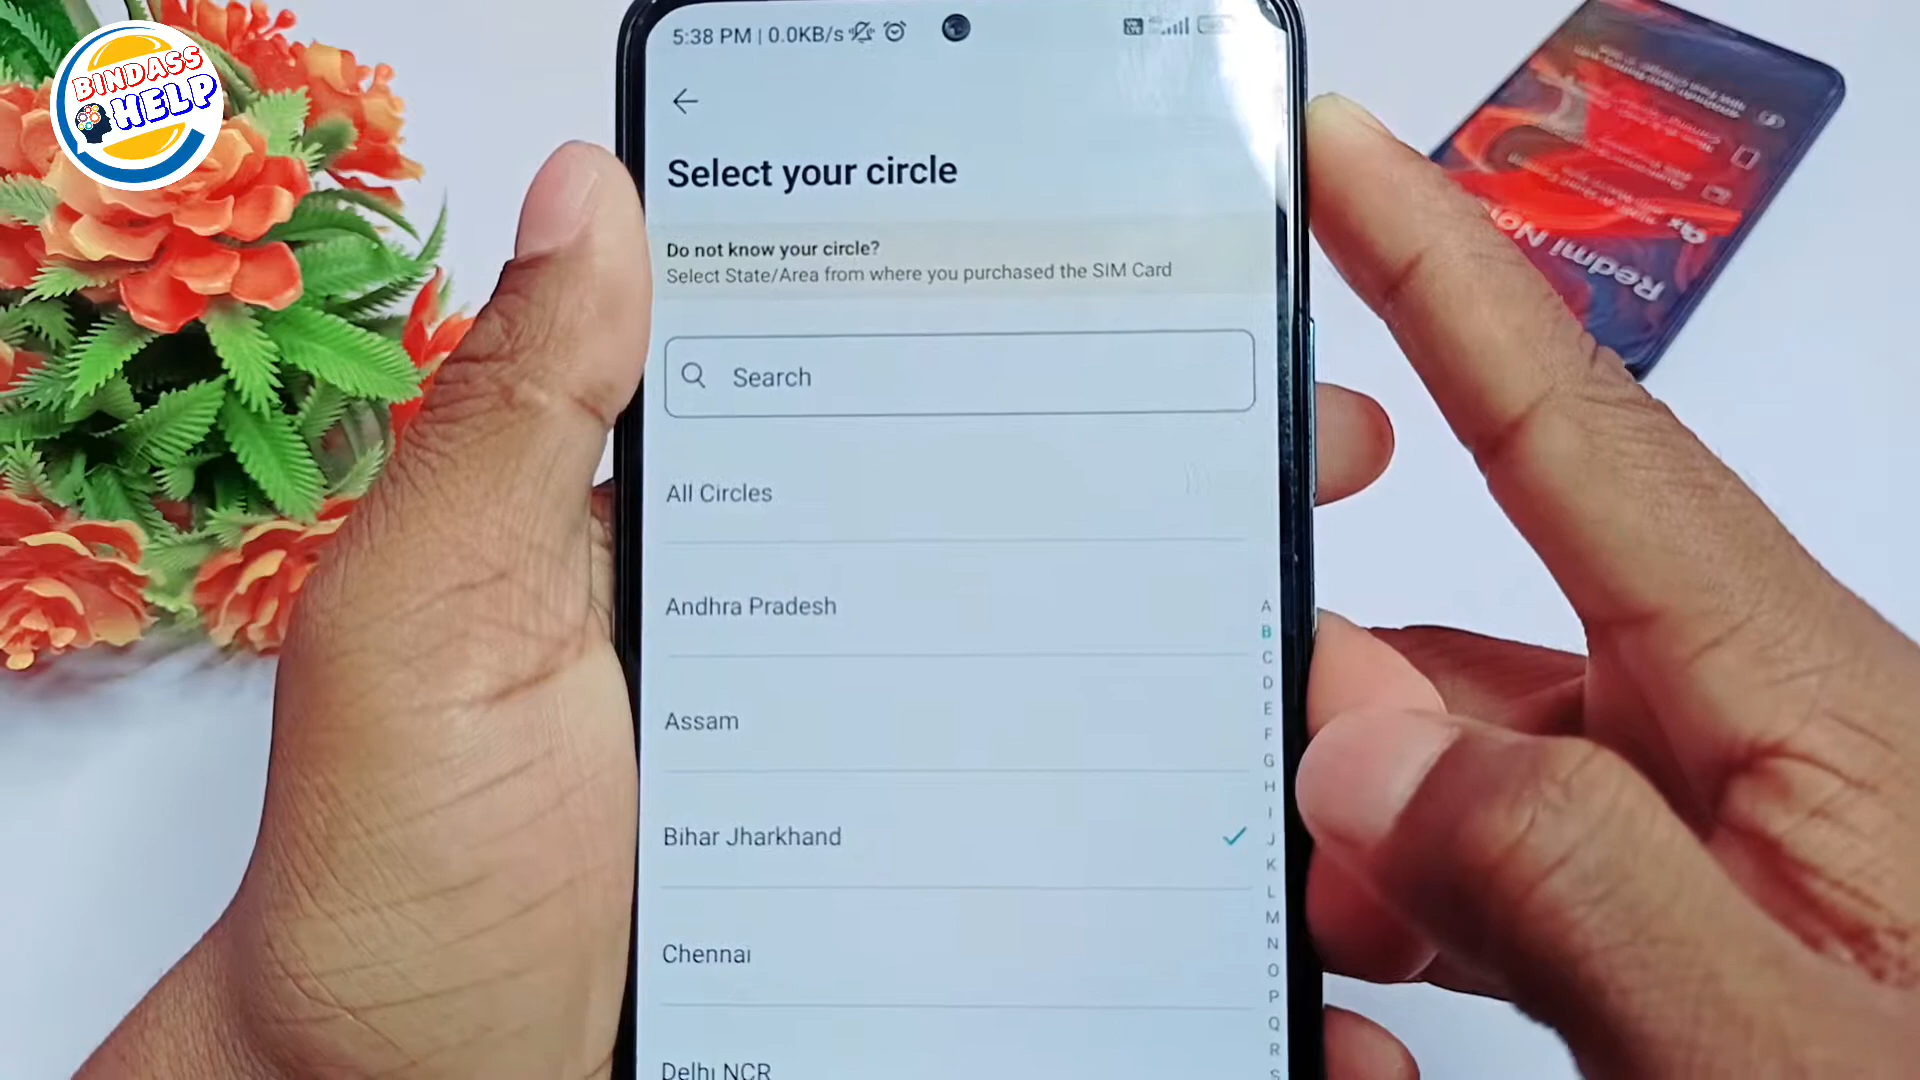 BINDASS
HELP
5:38 PM | 0.0KB/s
Select your circle
Do not know your circle?
Select State/Area from where you purchased the SIM Card
Search
All Circles
Andhra Pradesh
Assam
Bihar Jharkhand
Chennai
Delhi NCR
A
B
C
D
E
F
G
H
I
J
K
L
M
N
O
P
Q
R
S
Redmi No